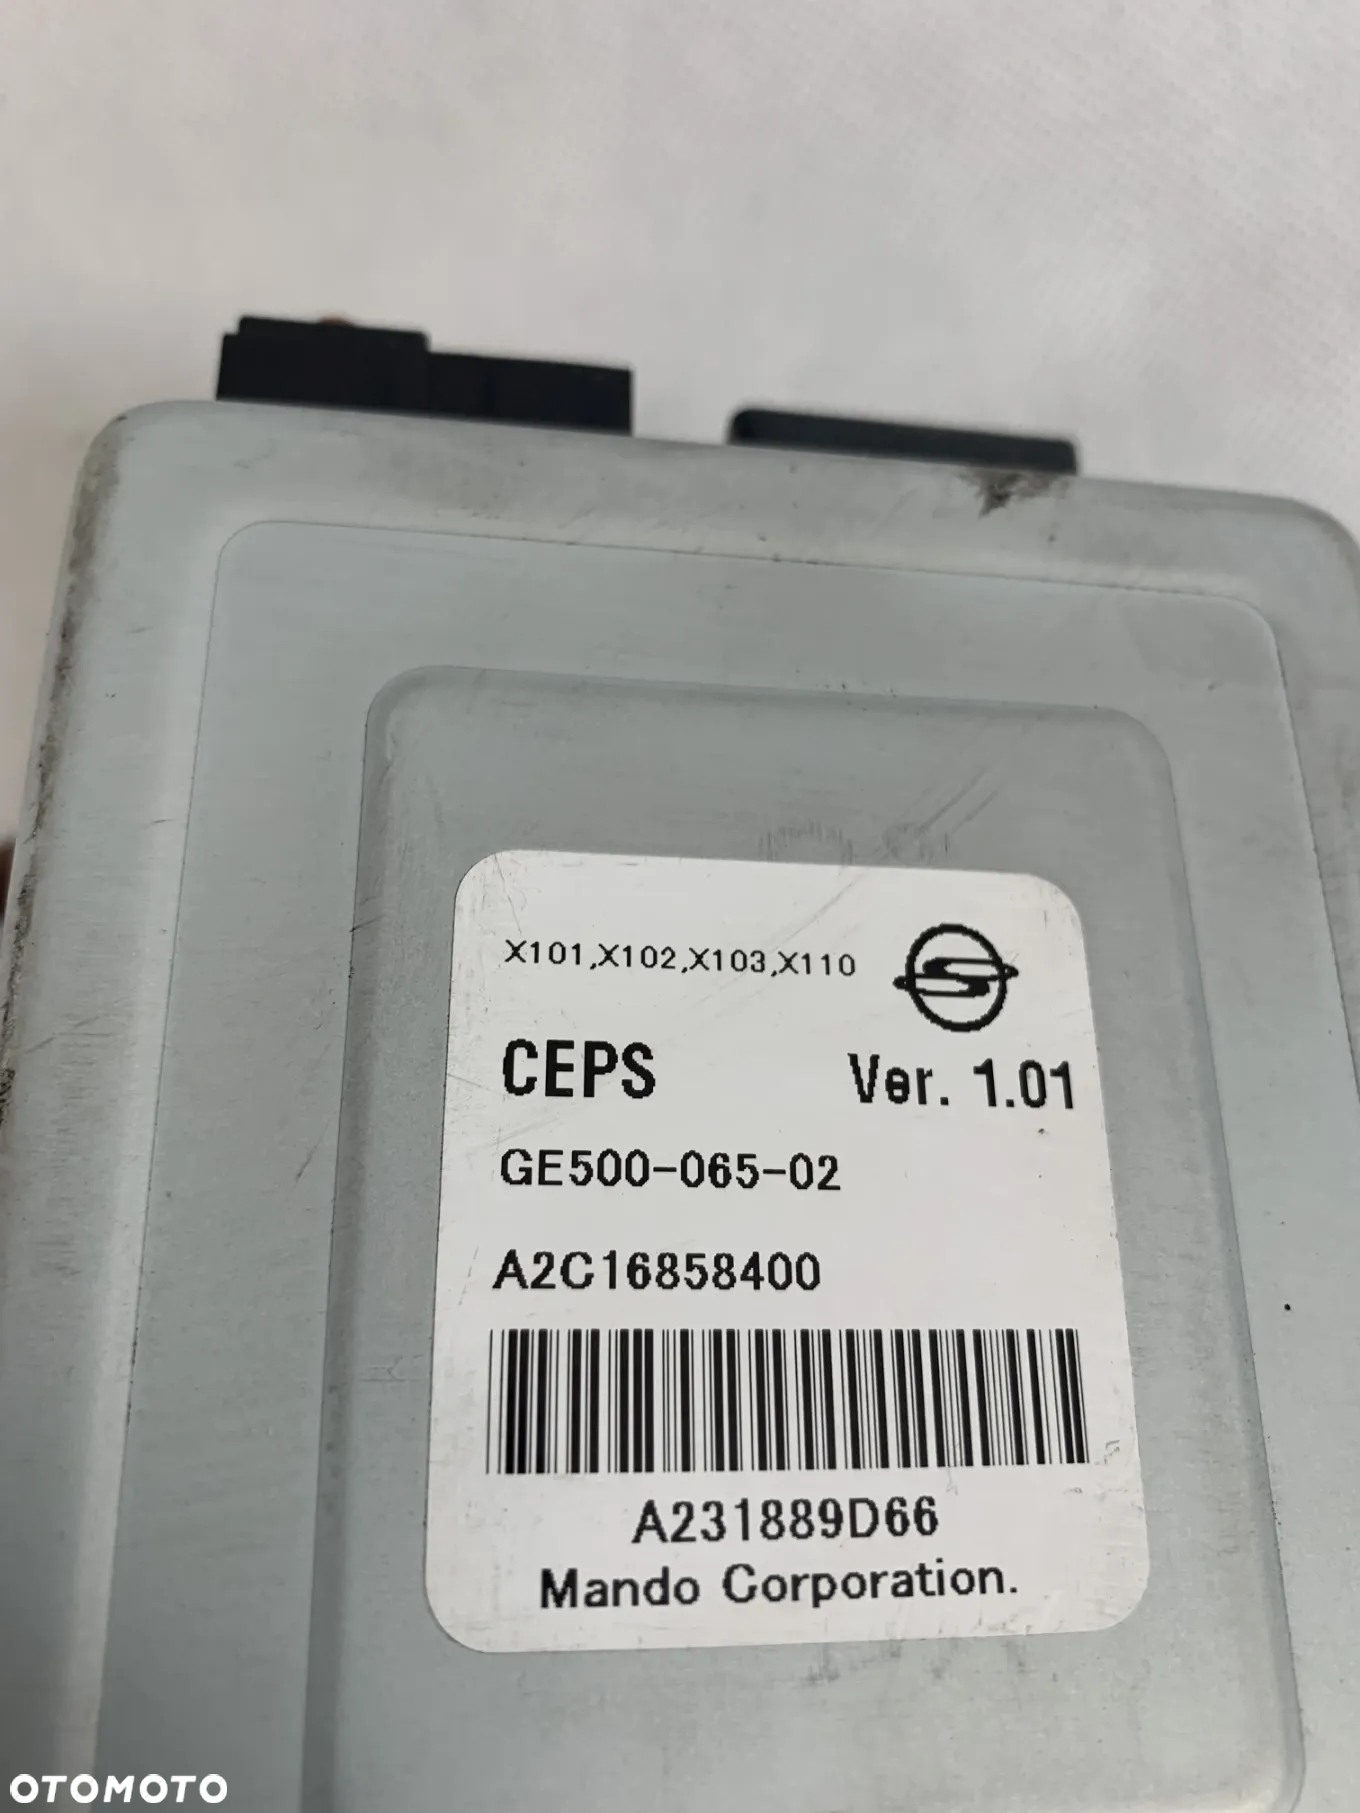 X101,X102,X103,X110
CEPS Ver. 1.01
GE500-065-02
A2C16858400
A231889D66
Mando Corporation.
OTOMOTO